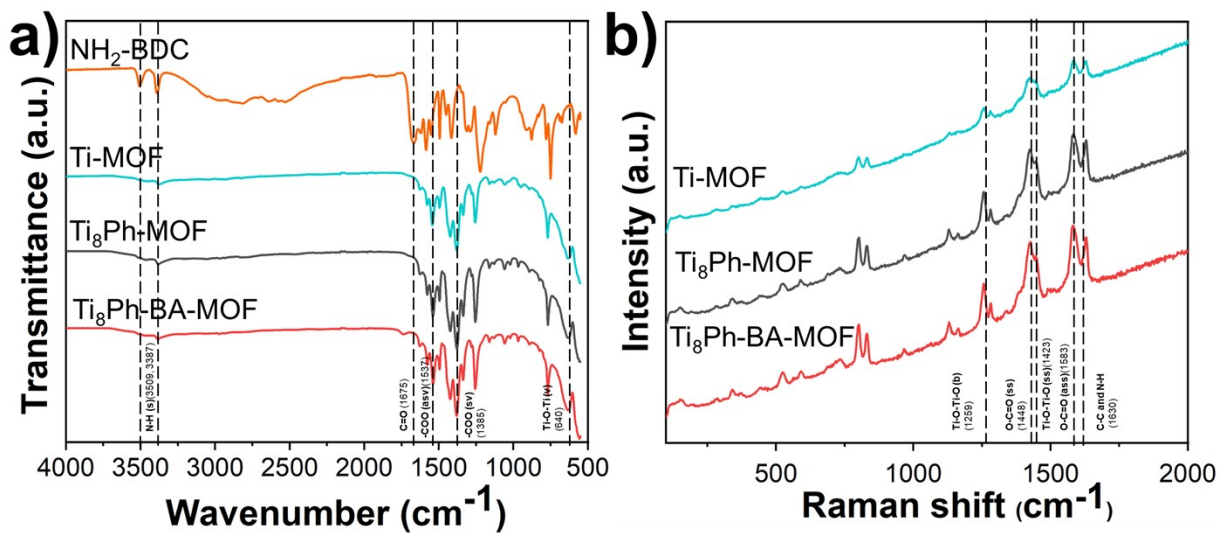 a)
Transmittance (a.u.)
NH₂-BDC
Ti-MOF
Ti₈Ph-MOF
Ti₈Ph-BA-MOF
N-H (s)(3509, 3387)
C=O (1675)
-COO (asv)(1537)
-COO (sv)
(1385)
Ti-O-Ti(v)
(640)
4000 3500 3000 2500 2000 1500 1000 500
Wavenumber (cm⁻¹)
b)
Intensity (a.u.)
Ti-MOF
Ti₈Ph-MOF
Ti₈Ph-BA-MOF
Ti-O-Ti-O(b)
(1259)
O-C=O (ss)
(1448)
Ti-O-Ti-O (ss)(1423)
O-C=O (ass)(1583)
C-C andN-H
(1630)
500 1000 1500 2000
Raman shift (cm⁻¹)